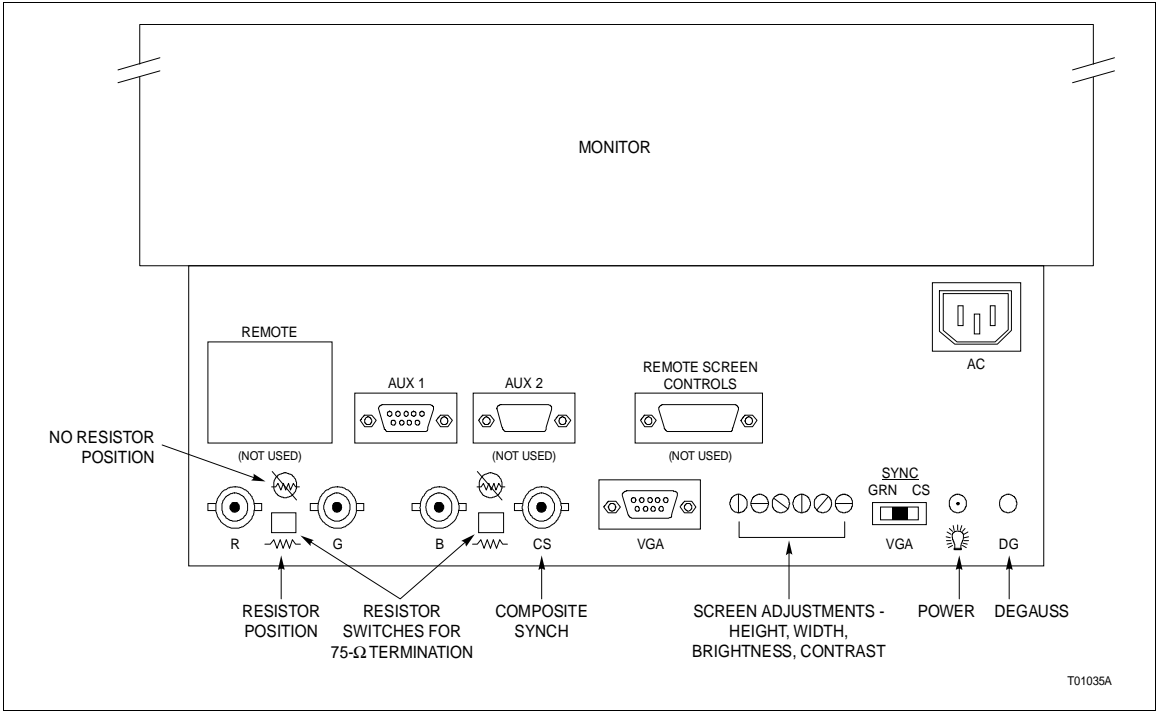 MONITOR
AC
REMOTE
AUX 1
AUX 2
REMOTE SCREEN
CONTROLS
NO RESISTOR
POSITION
(NOT USED)
(NOT USED)
(NOT USED)
SYNC
GRN CS
R
G
B
CS
VGA
VGA
DG
RESISTOR
POSITION
RESISTOR
SWITCHES FOR
75-Ω TERMINATION
COMPOSITE
SYNCH
SCREEN ADJUSTMENTS -
HEIGHT, WIDTH,
BRIGHTNESS, CONTRAST
POWER
DEGAUSS
T01035A